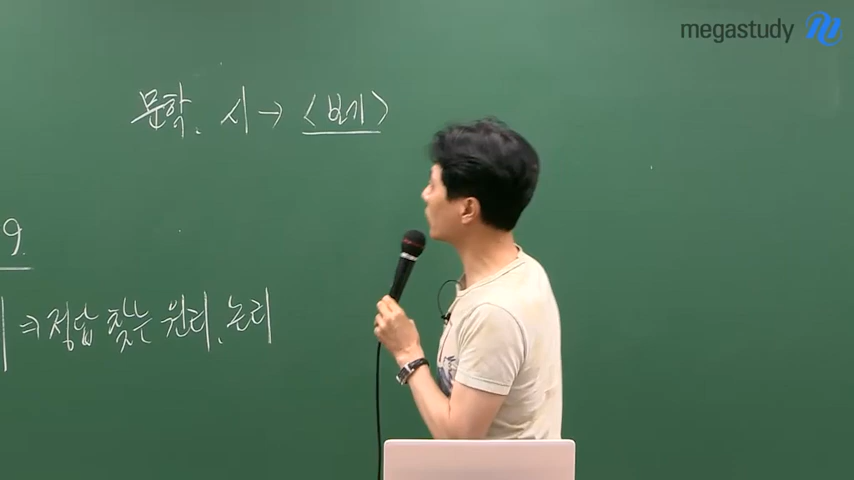 megastudy
문학. 시 → <보기>
9.
⇒ 정답 찾는 원리. 논리